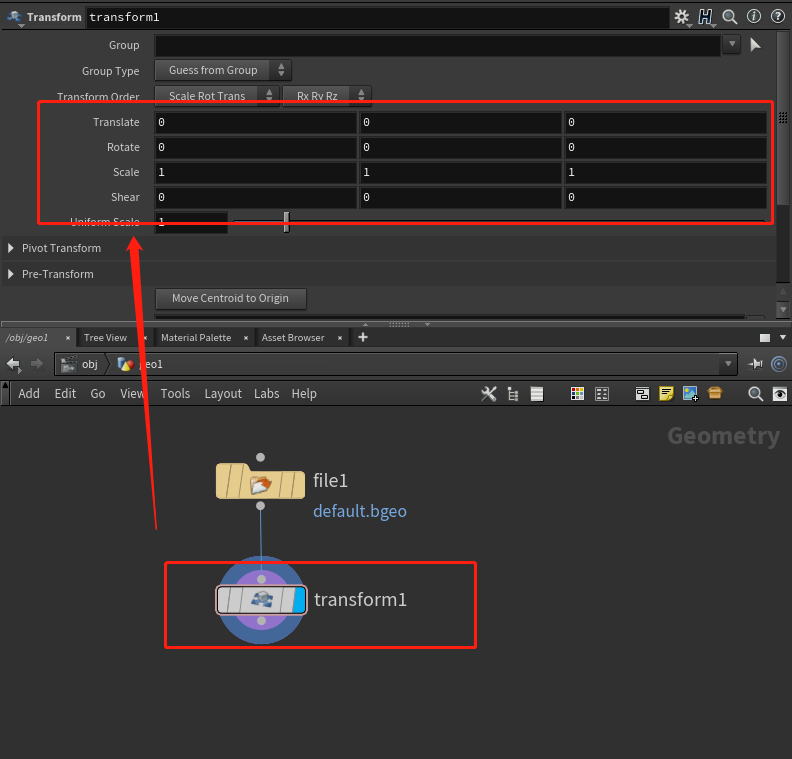 Transform transform1
Group
Group Type Guess from Group
Transform Order Scale Rot Trans Rx Ry Rz
Translate 0 0 0
Rotate 0 0 0
Scale 1 1 1
Shear 0 0 0
Uniform Scale 1
Pivot Transform
Pre-Transform
Move Centroid to Origin
/obj/geo1 × Tree View × Material Palette × Asset Browser × +
obj geo1
Add Edit Go View Tools Layout Labs Help
Geometry
file1
default.bgeo
transform1